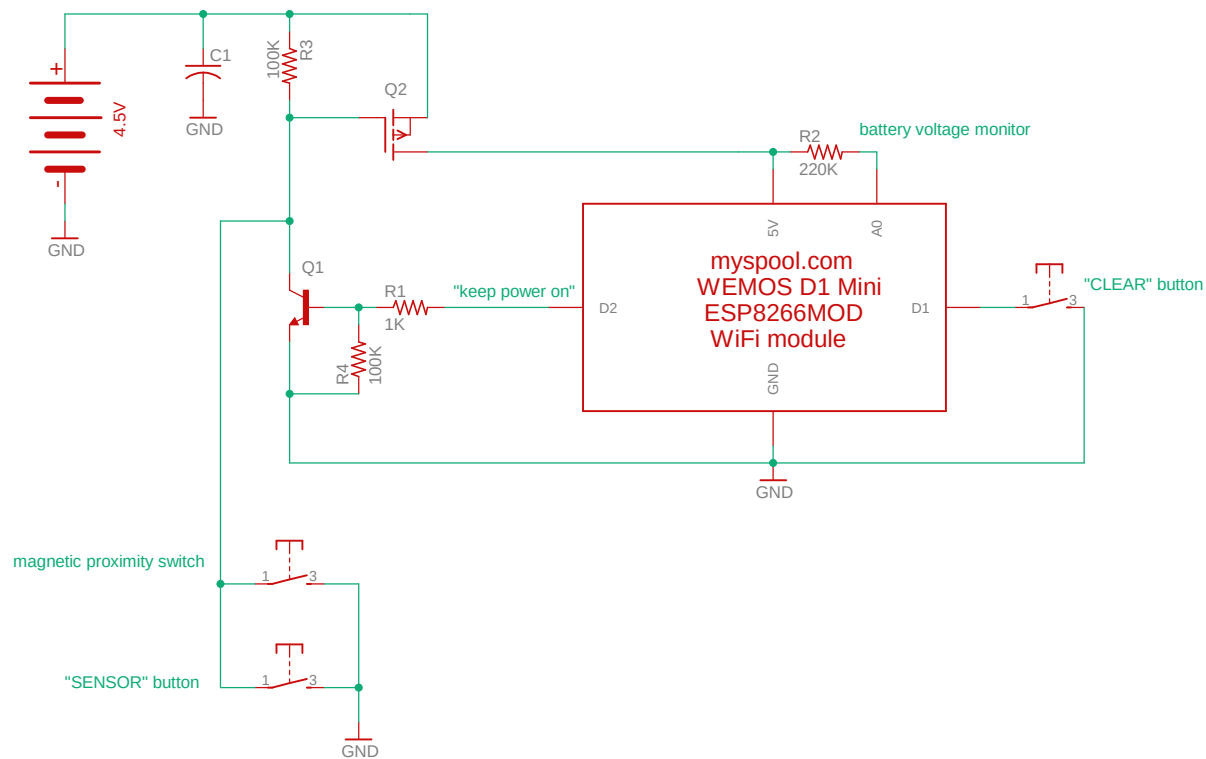 C1
100K
R3
+
4.5V
-
GND
GND
Q2
R2
220K
battery voltage monitor
5V
A0
myspool.com
WEMOS D1 Mini
ESP8266MOD
WiFi module
D2
D1
GND
Q1
R1
1K
"keep power on"
R4
100K
1
3
"CLEAR" button
GND
magnetic proximity switch
1
3
"SENSOR" button
1
3
GND